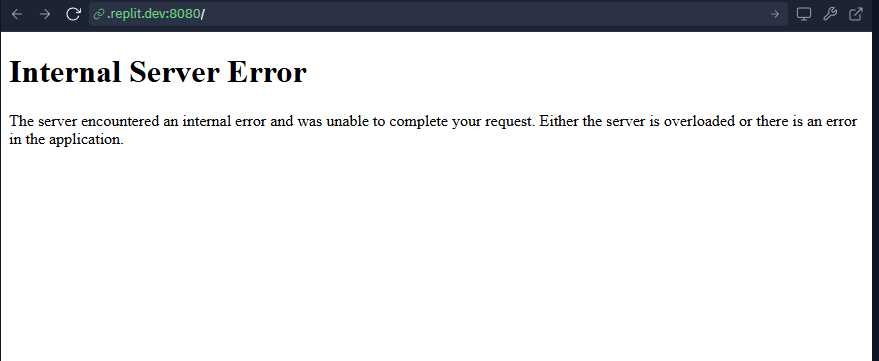 .replit.dev:8080/
Internal Server Error
The server encountered an internal error and was unable to complete your request. Either the server is overloaded or there is an error
in the application.